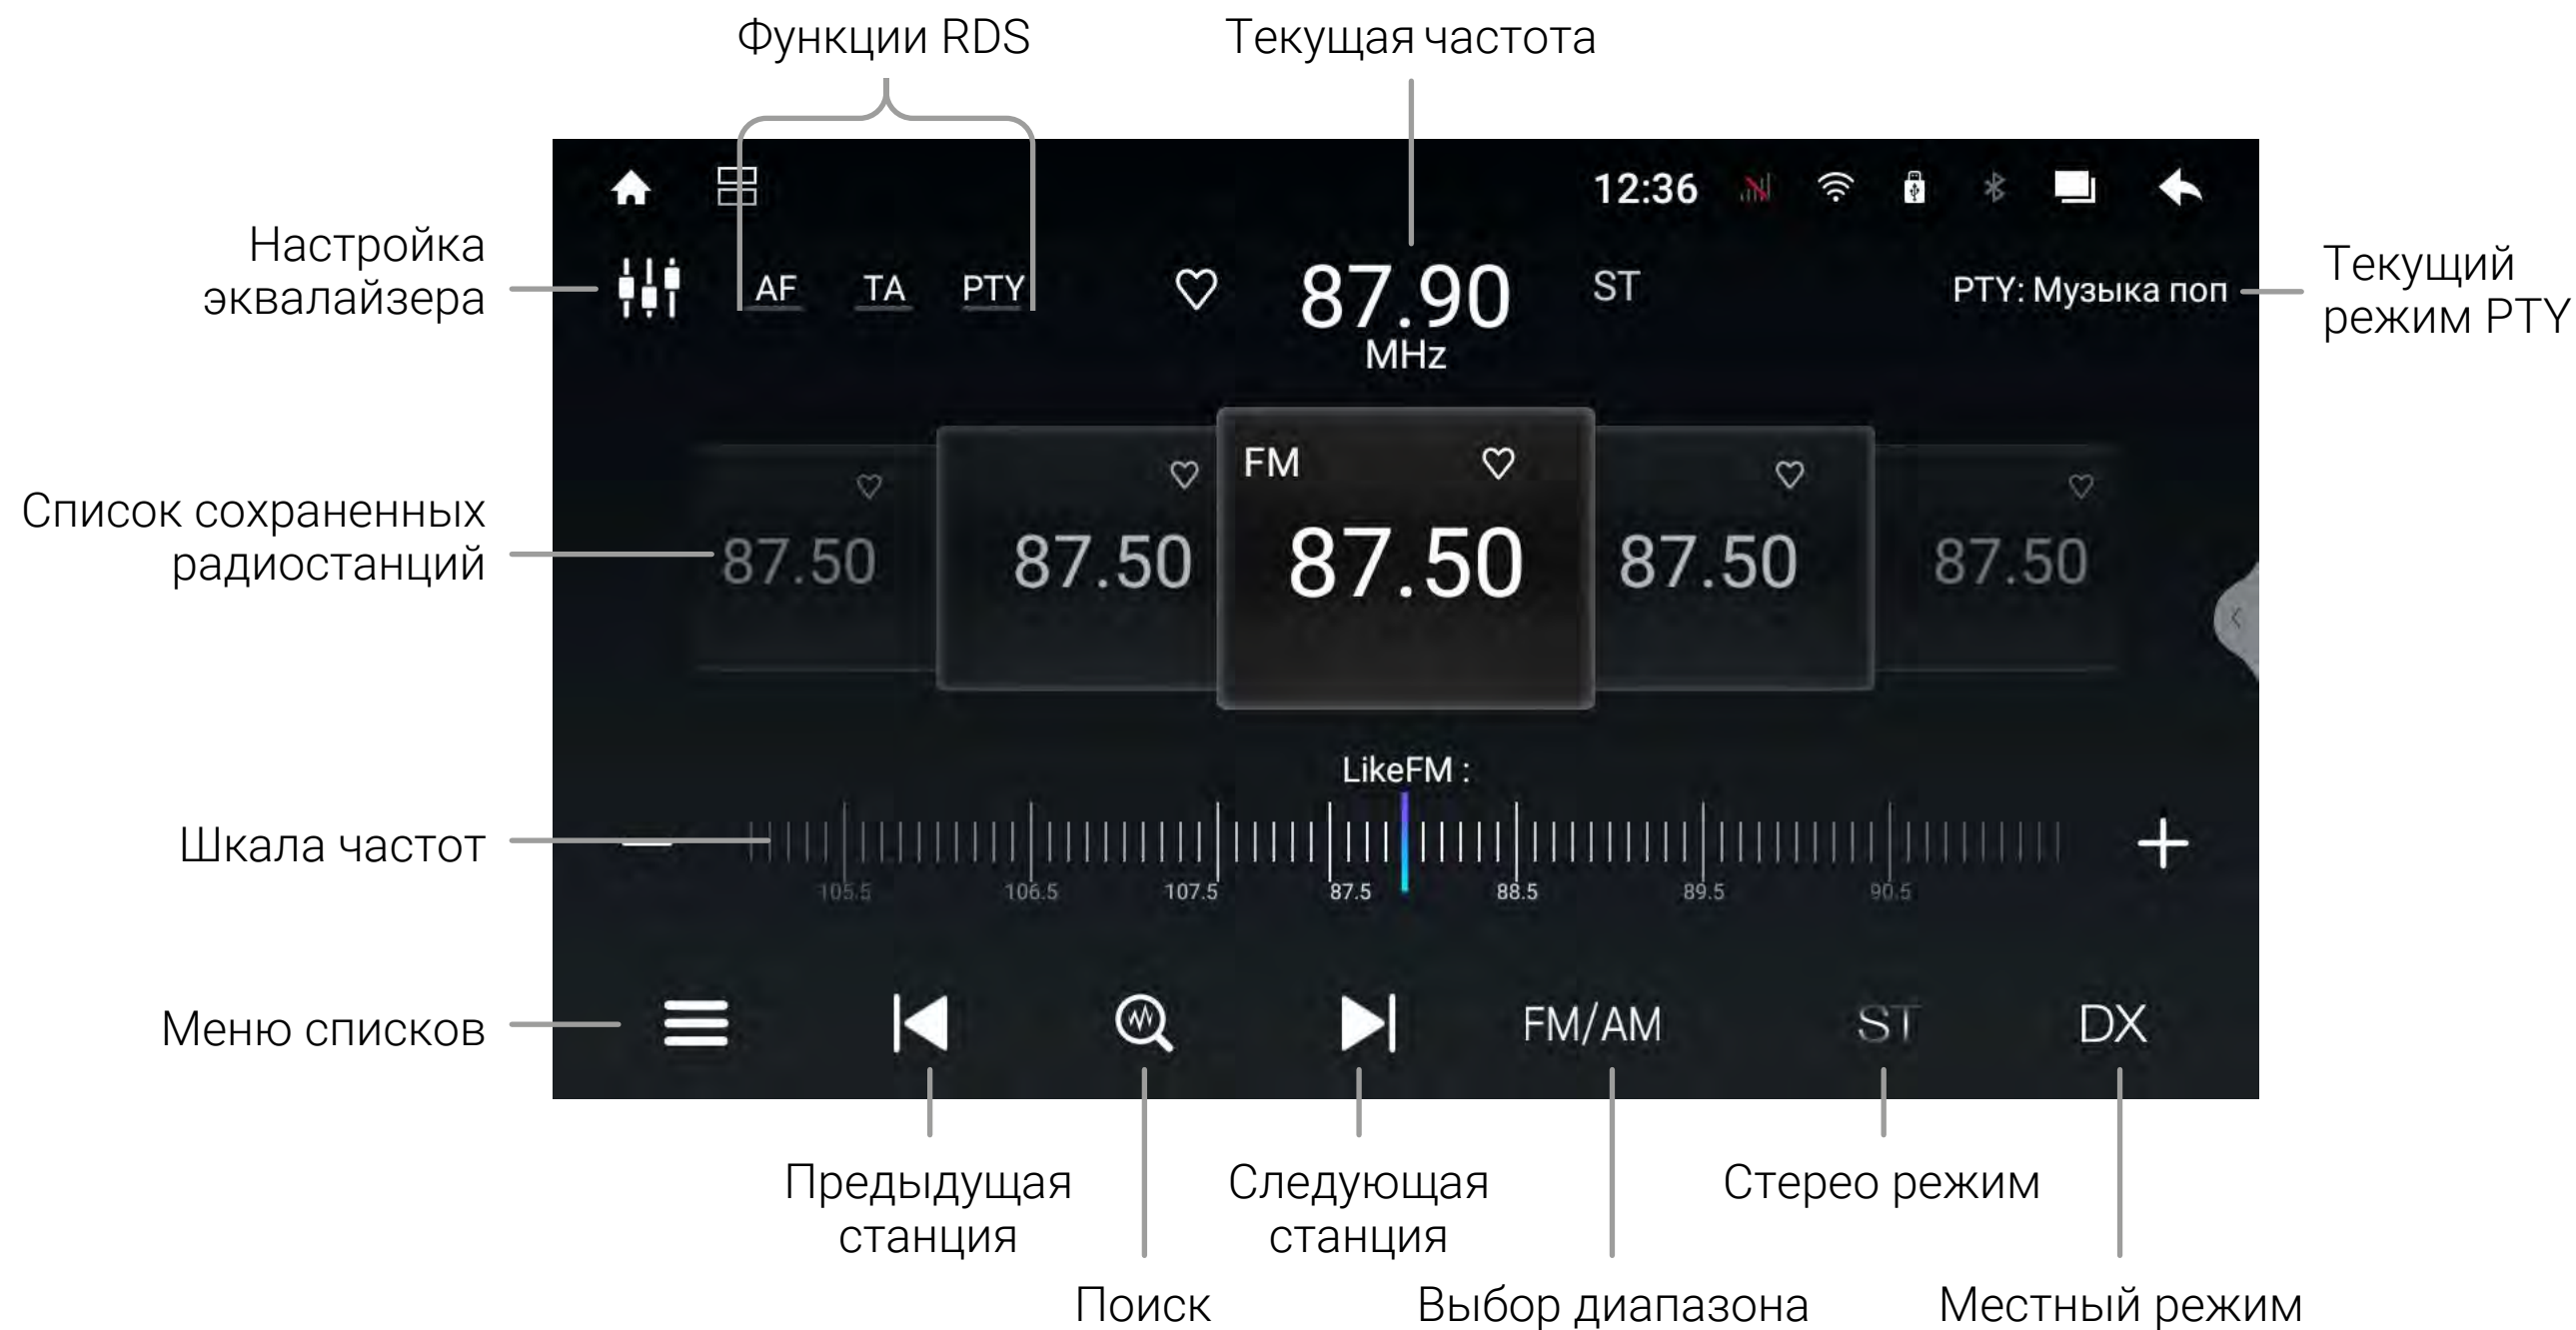 Функции RDS
Текущая частота
12:36
Настройка
эквалайзера
AF TA PTY
87.90
MHz
ST
PTY: Музыка поп
Текущий
режим PTY
Список сохраненных
радиостанций
FM
87.50 87.50 87.50 87.50 87.50
LikeFM :
Шкала частот
105.5 106.5 107.5 87.5 88.5 89.5 90.5
Меню списков
FM/AM ST DX
Предыдущая
станция
Следующая
станция
Стерео режим
Поиск
Выбор диапазона
Местный режим